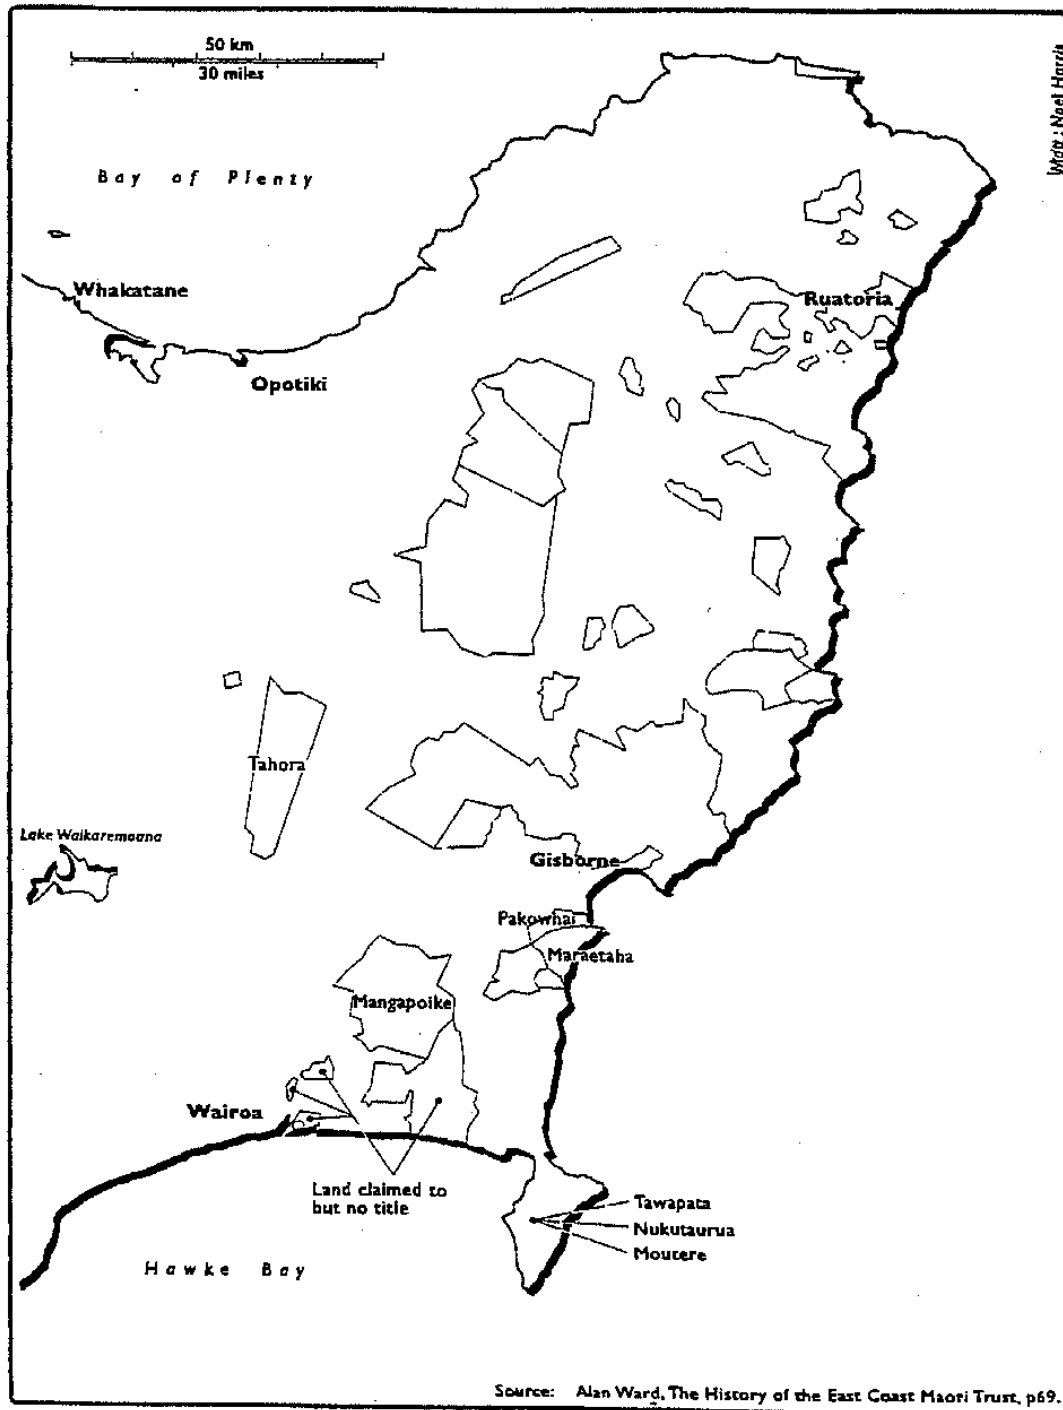 50 km
30 miles
Bay of Plenty
Whakatane
Opotiki
Ruatoria
Tahora
Lake Waikaremoana
Gisborne
Pakowhai
Maraetaha
Mangapoike
Wairoa
Land claimed to
but no title
Tawapata
Nukutaurua
Moutere
Hawke Bay
Source: Alan Ward, The History of the East Coast Maori Trust, p69.
Noel Harris